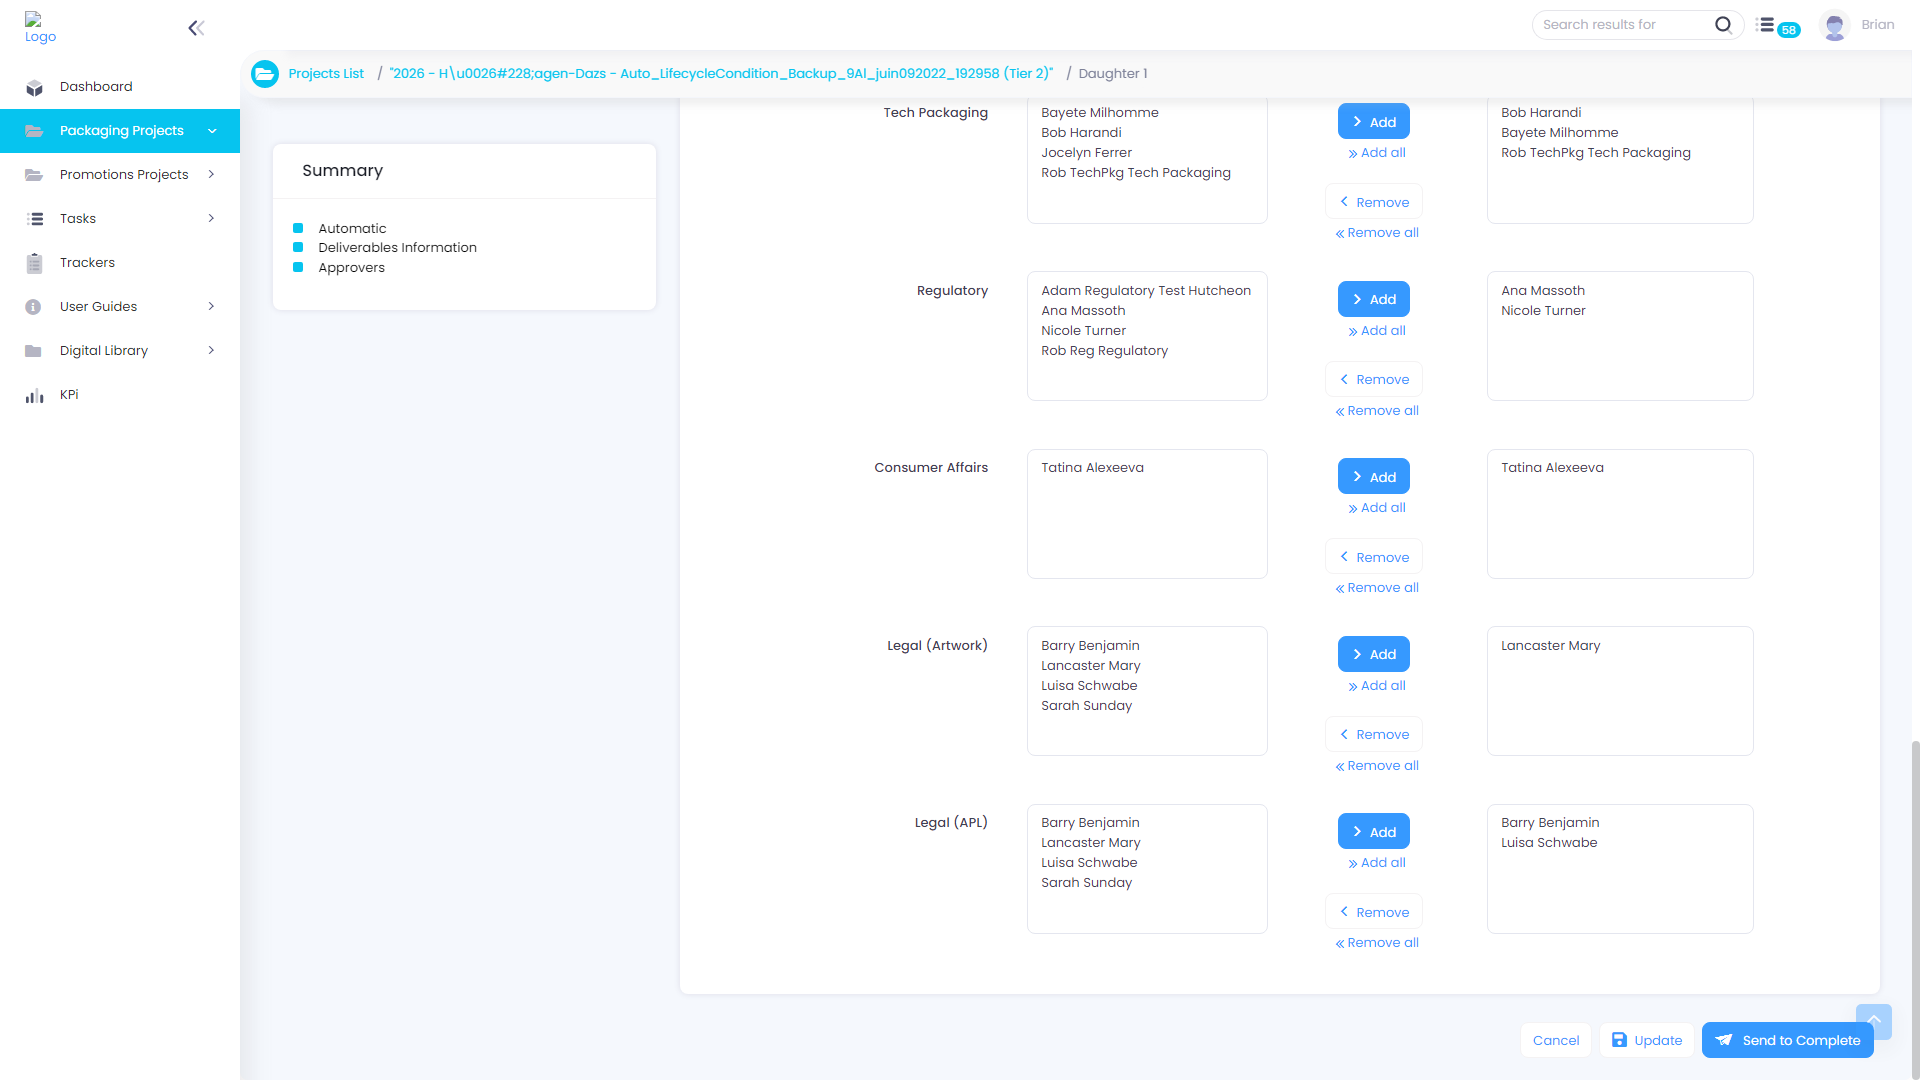 Logo
Search results for
58
Brian
Projects List / "2026 - H\u0026#228;agen-Dazs - Auto_LifecycleCondition_Backup_9Al_juin092022_192958 (Tier 2)" / Daughter 1
Dashboard
Packaging Projects
Promotions Projects
Tasks
Trackers
User Guides
Digital Library
KPi
Summary
Automatic
Deliverables Information
Approvers
Tech Packaging
Bayete Milhomme
Bob Harandi
Jocelyn Ferrer
Rob TechPkg Tech Packaging
Add
Add all
Remove
Remove all
Bob Harandi
Bayete Milhomme
Rob TechPkg Tech Packaging
Regulatory
Adam Regulatory Test Hutcheon
Ana Massoth
Nicole Turner
Rob Reg Regulatory
Add
Add all
Remove
Remove all
Ana Massoth
Nicole Turner
Consumer Affairs
Tatina Alexeeva
Add
Add all
Remove
Remove all
Tatina Alexeeva
Legal (Artwork)
Barry Benjamin
Lancaster Mary
Luisa Schwabe
Sarah Sunday
Add
Add all
Remove
Remove all
Lancaster Mary
Legal (APL)
Barry Benjamin
Lancaster Mary
Luisa Schwabe
Sarah Sunday
Add
Add all
Remove
Remove all
Barry Benjamin
Luisa Schwabe
Cancel
Update
Send to Complete